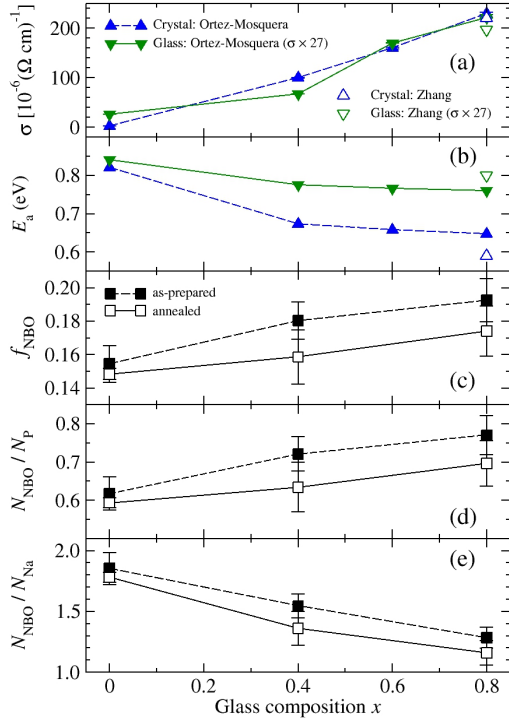 σ [10⁻⁶(Ω cm)⁻¹]
200
100
0
Crystal: Ortez-Mosquera
Glass: Ortez-Mosquera (σ × 27)
(a)
Crystal: Zhang
Glass: Zhang (σ × 27)
Eₐ (eV)
0.8
0.7
0.6
(b)
f_NBO
0.20
0.18
0.16
0.14
as-prepared
annealed
(c)
N_NBO / N_P
0.8
0.7
0.6
(d)
N_NBO / N_Na
2.0
1.5
1.0
(e)
0 0.2 0.4 0.6 0.8
Glass composition x